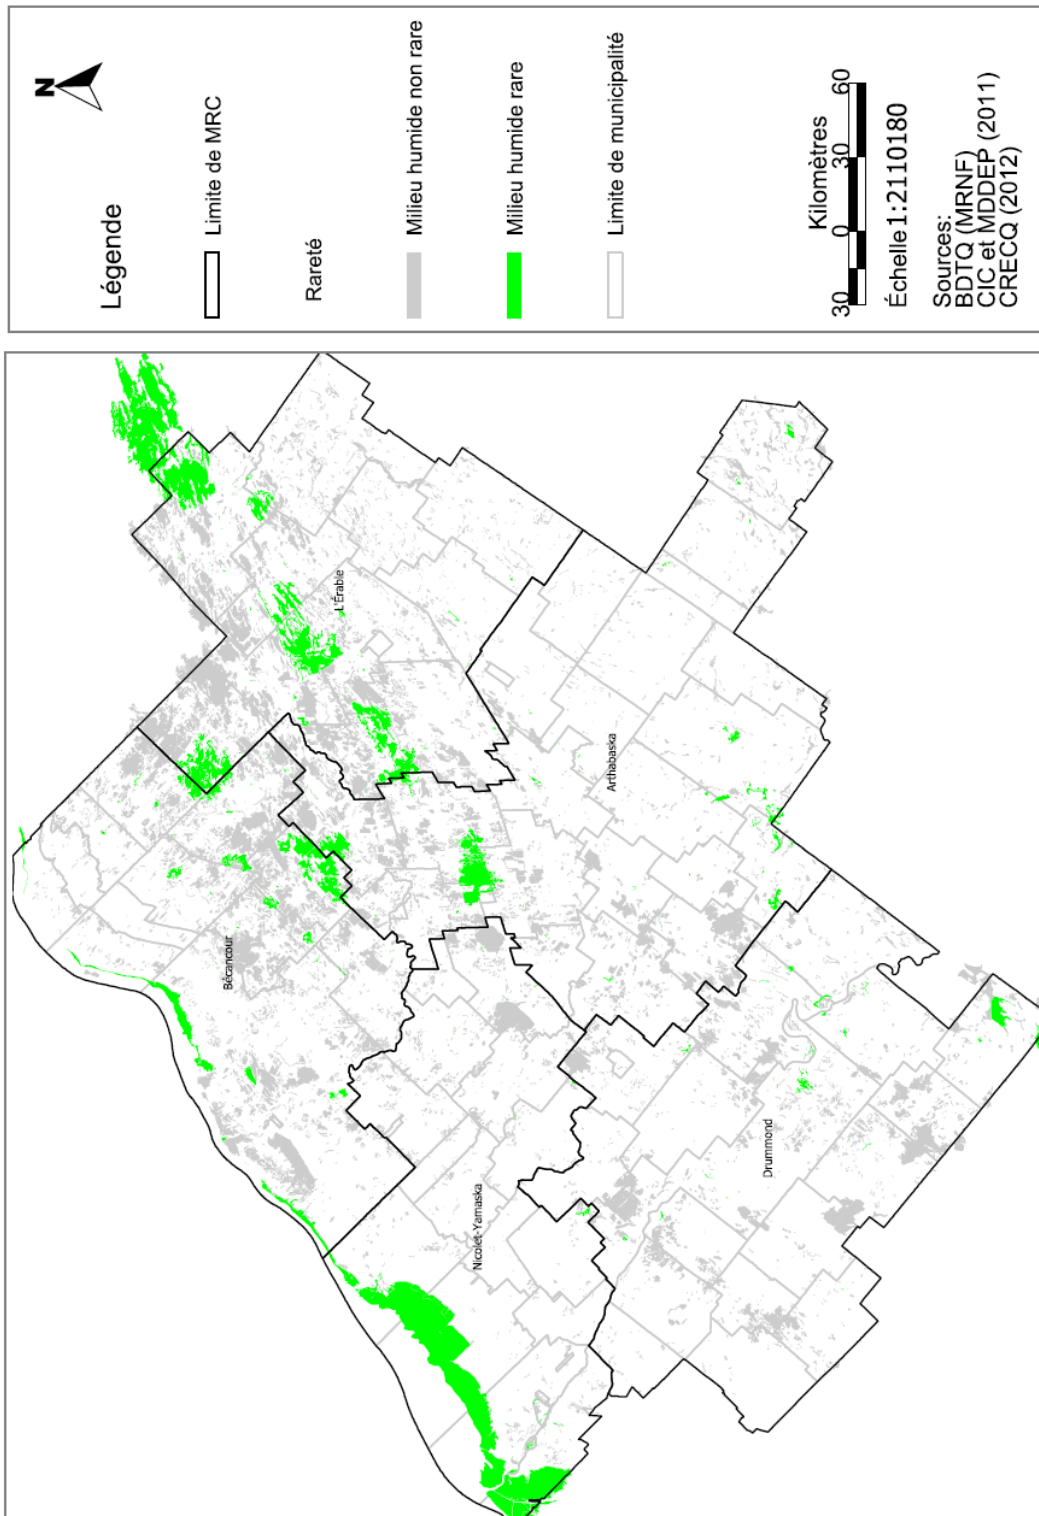 N
Légende
Limite de MRC
Rareté
Milieu humide non rare
Milieu humide rare
Limite de municipalité
Kilomètres
30 0 30 60
Échelle 1:2110180
Sources:
BDTQ (MRNF)
CIC et MDDEP (2011)
CRECQ (2012)
L'Érable
Bécancour
Arthabaska
Nicolet-Yamaska
Drummond